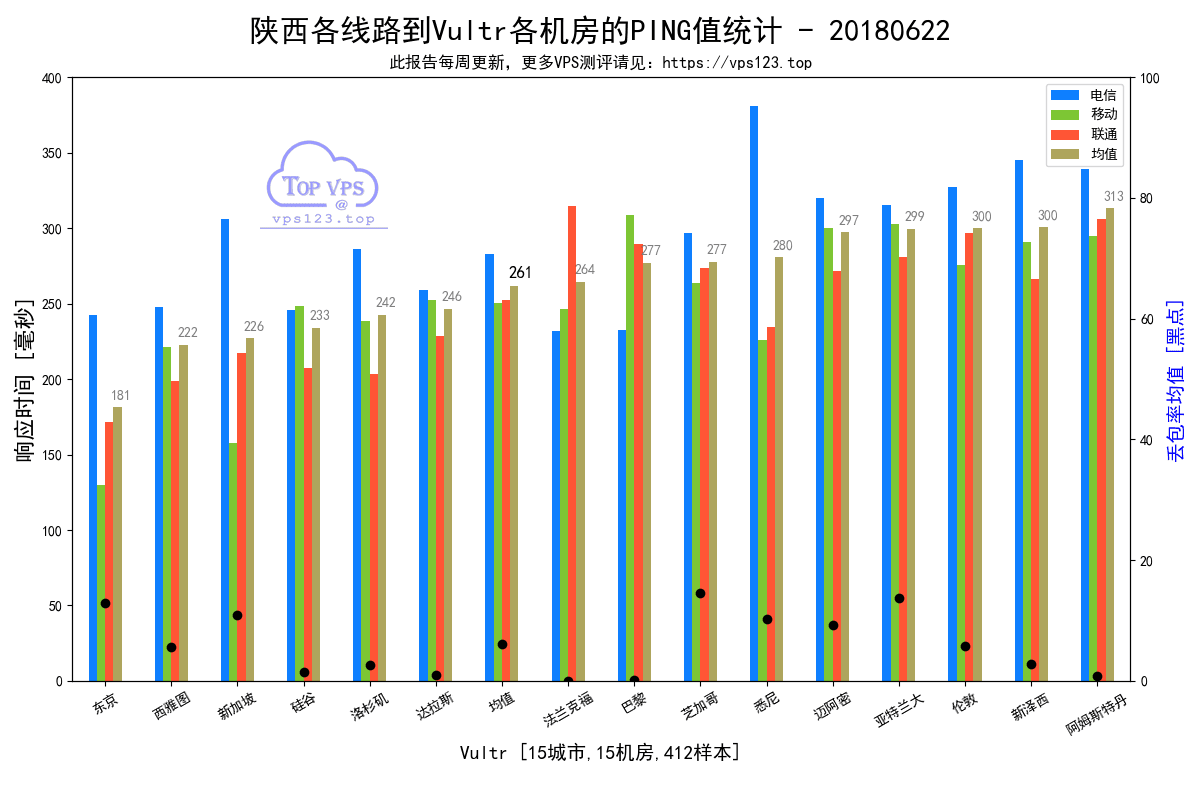 陕西各线路到Vultr各机房的PING值统计 - 20180622
此报告每周更新，更多VPS测评请见：https://vps123.top
400
350
300
250
200
150
100
50
0
响应时间 [毫秒]
100
80
60
40
20
0
丢包率均值 [黑点]
电信
移动
联通
均值
TOP VPS
@
vps123.top
181
222
226
233
242
246
261
264
277
277
280
297
299
300
300
313
东京
西雅图
新加坡
硅谷
洛杉矶
达拉斯
均值
法兰克福
巴黎
芝加哥
悉尼
迈阿密
亚特兰大
伦敦
新泽西
阿姆斯特丹
Vultr [15城市,15机房,412样本]